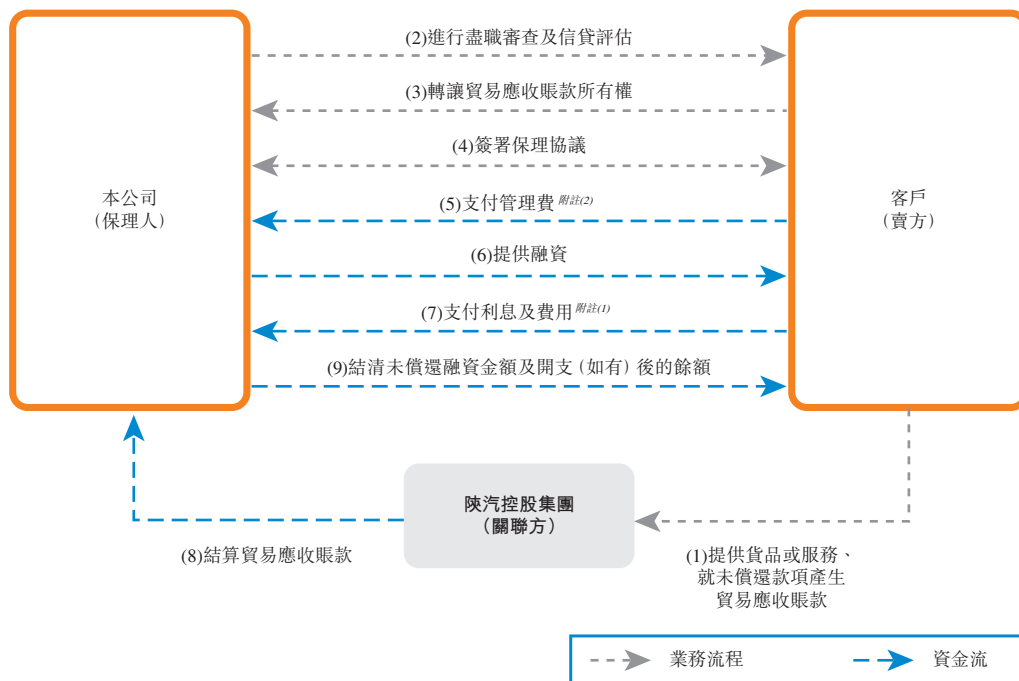 (2)進行盡職審查及信貸評估
(3)轉讓貿易應收賬款所有權
(4)簽署保理協議
本公司
（保理人）
客戶
（賣方）
(5)支付管理費附註(2)
(6)提供融資
(7)支付利息及費用附註(1)
(9)結清未償還融資金額及開支（如有）後的餘額
陝汽控股集團
（關聯方）
(8)結算貿易應收賬款
(1)提供貨品或服務、
就未償還款項產生
貿易應收賬款
業務流程
資金流